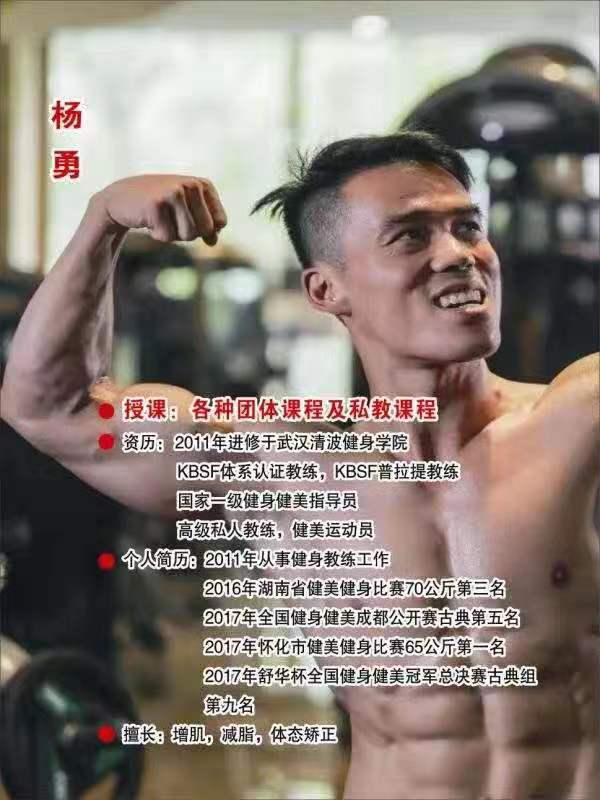 杨
勇
授课：各种团体课程及私教课程
资历：2011年进修于武汉清波健身学院
KBSF体系认证教练，KBSF普拉提教练
国家一级健身健美指导员
高级私人教练，健美运动员
个人简历：2011年从事健身教练工作
2016年湖南省健美健身比赛70公斤第三名
2017年全国健身健美成都公开赛古典第五名
2017年怀化市健美健身比赛65公斤第一名
2017年舒华杯全国健身健美冠军总决赛古典组
第九名
擅长：增肌，减脂，体态矫正